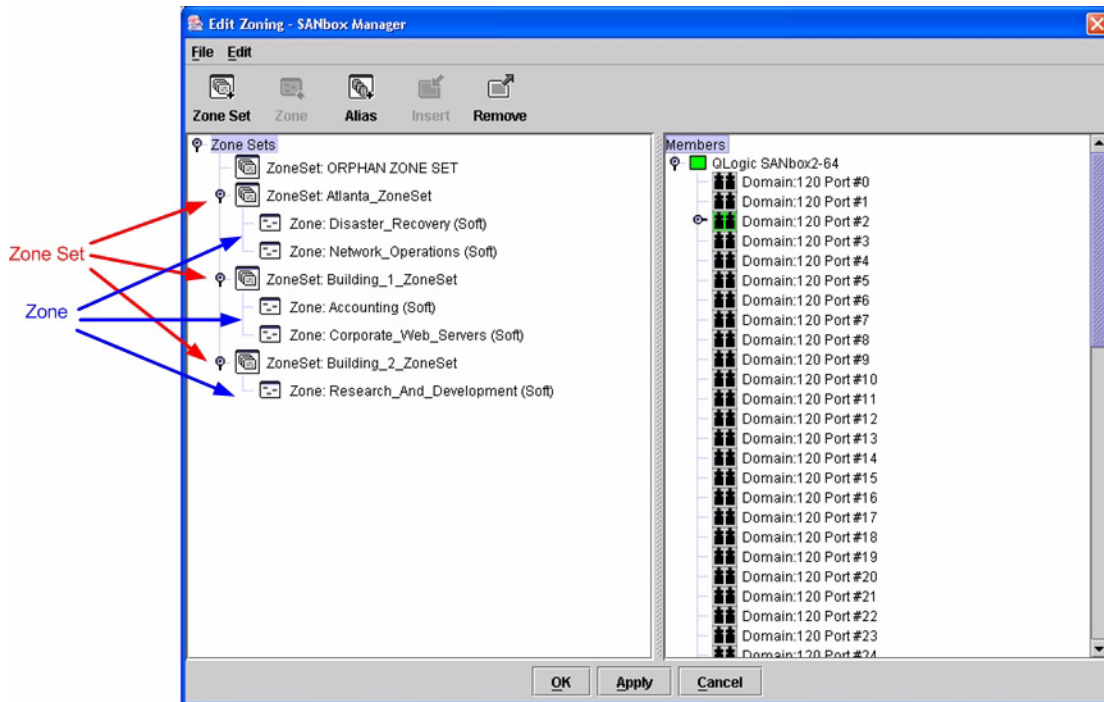 Edit Zoning - SANbox Manager
File Edit
Zone Set Zone Alias Insert Remove
Zone Sets
ZoneSet: ORPHAN ZONE SET
ZoneSet: Atlanta_ZoneSet
Zone: Disaster_Recovery (Soft)
Zone: Network_Operations (Soft)
ZoneSet: Building_1_ZoneSet
Zone: Accounting (Soft)
Zone: Corporate_Web_Servers (Soft)
ZoneSet: Building_2_ZoneSet
Zone: Research_And_Development (Soft)
Zone Set
Zone
Members
QLogic SANbox2-64
Domain:120 Port#0
Domain:120 Port#1
Domain:120 Port#2
Domain:120 Port#3
Domain:120 Port#4
Domain:120 Port#5
Domain:120 Port#6
Domain:120 Port#7
Domain:120 Port#8
Domain:120 Port#9
Domain:120 Port#10
Domain:120 Port#11
Domain:120 Port#12
Domain:120 Port#13
Domain:120 Port#14
Domain:120 Port#15
Domain:120 Port#16
Domain:120 Port#17
Domain:120 Port#18
Domain:120 Port#19
Domain:120 Port#20
Domain:120 Port#21
Domain:120 Port#22
Domain:120 Port#23
Domain:120 Port#24
OK Apply Cancel